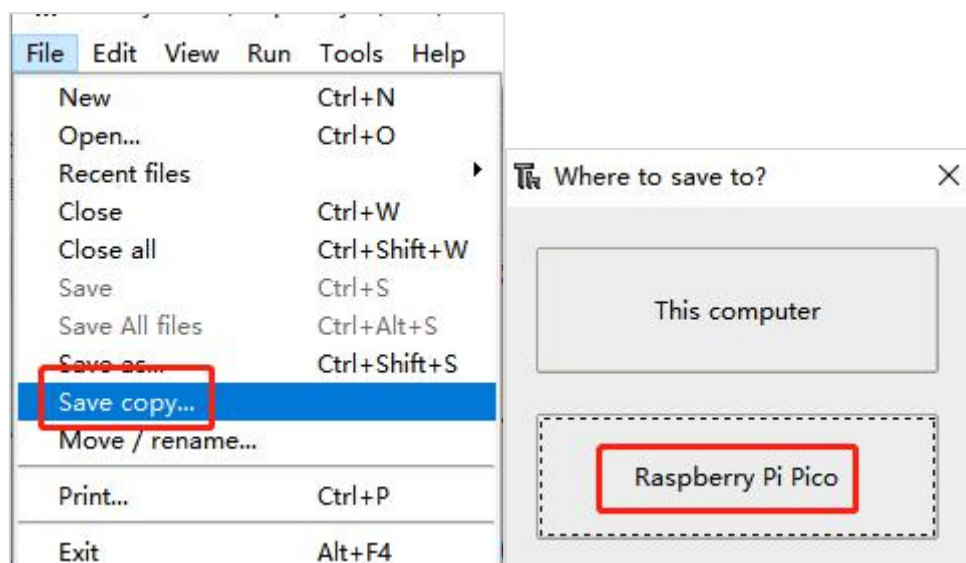 File Edit View Run Tools Help
New Ctrl+N
Open... Ctrl+O
Recent files
Close Ctrl+W
Close all Ctrl+Shift+W
Save Ctrl+S
Save All files Ctrl+Alt+S
Save as... Ctrl+Shift+S
Save copy...
Move / rename...
Print... Ctrl+P
Exit Alt+F4
Where to save to?
This computer
Raspberry Pi Pico